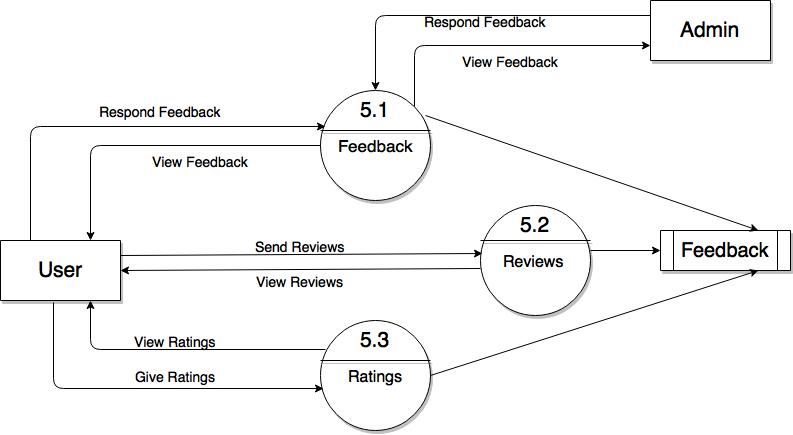 Respond Feedback
Admin
View Feedback
5.1
Feedback
Respond Feedback
View Feedback
5.2
Reviews
Send Reviews
View Reviews
User
Feedback
5.3
Ratings
View Ratings
Give Ratings